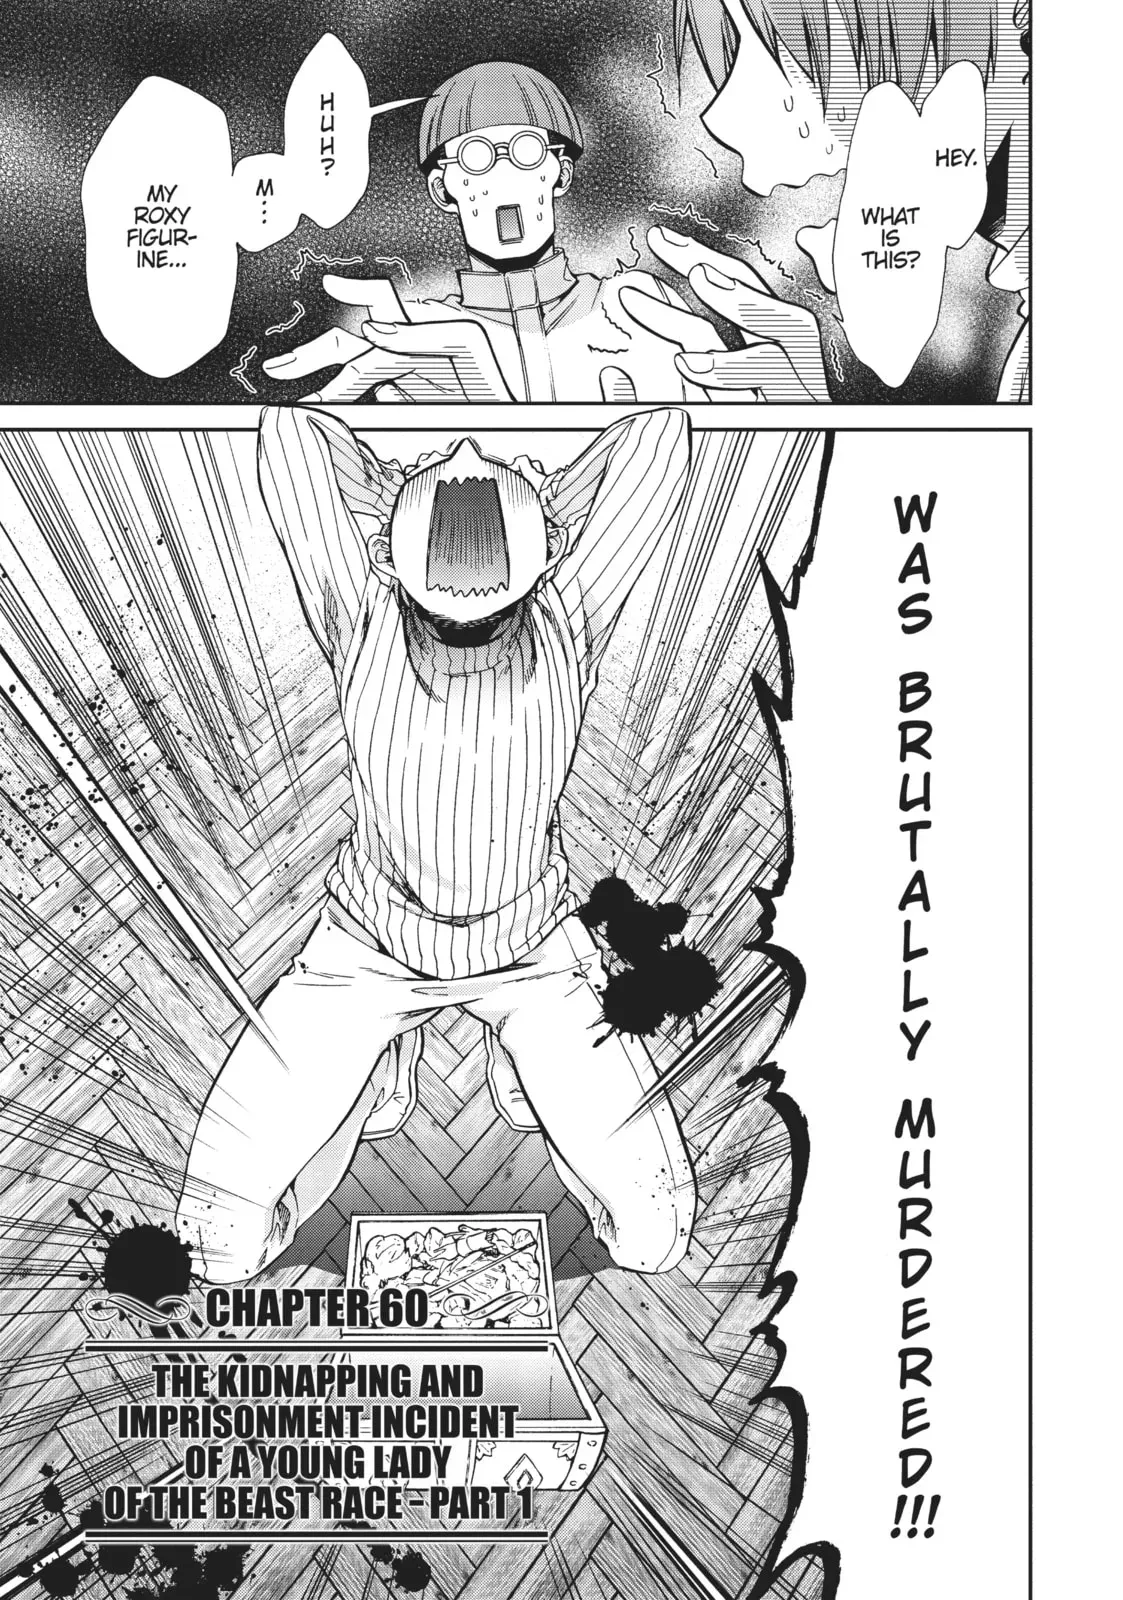 HEY.
WHAT
IS
THIS?
HUH?
M...
MY
ROXY
FIGUR-
INE...
WAS BRUTALLY MURDERED!!!
CHAPTER 60
THE KIDNAPPING AND
IMPRISONMENT INCIDENT
OF A YOUNG LADY
OF THE BEAST RACE – PART 1